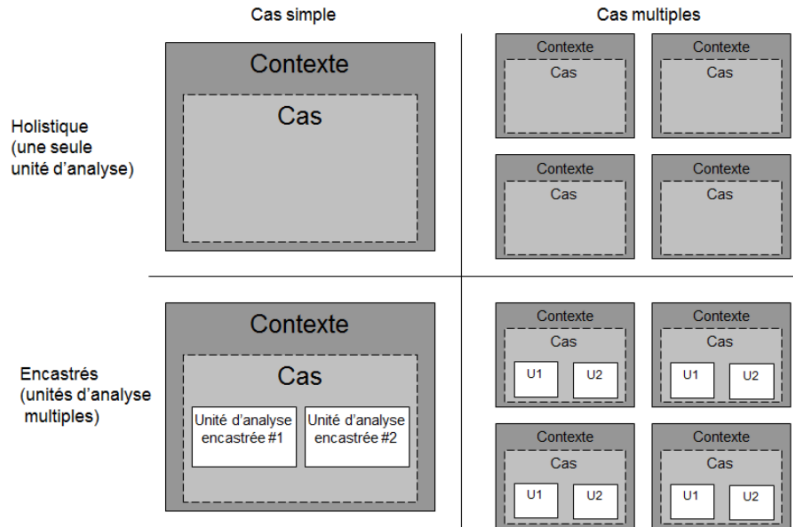 Cas simple
Cas multiples
Holistique
(une seule
unité d'analyse)
Contexte
Cas
Contexte
Cas
Contexte
Cas
Contexte
Cas
Contexte
Cas
Encastrés
(unités d'analyse
multiples)
Contexte
Cas
Unité d'analyse
encastrée #1
Unité d'analyse
encastrée #2
Contexte
Cas
U1
U2
Contexte
Cas
U1
U2
Contexte
Cas
U1
U2
Contexte
Cas
U1
U2